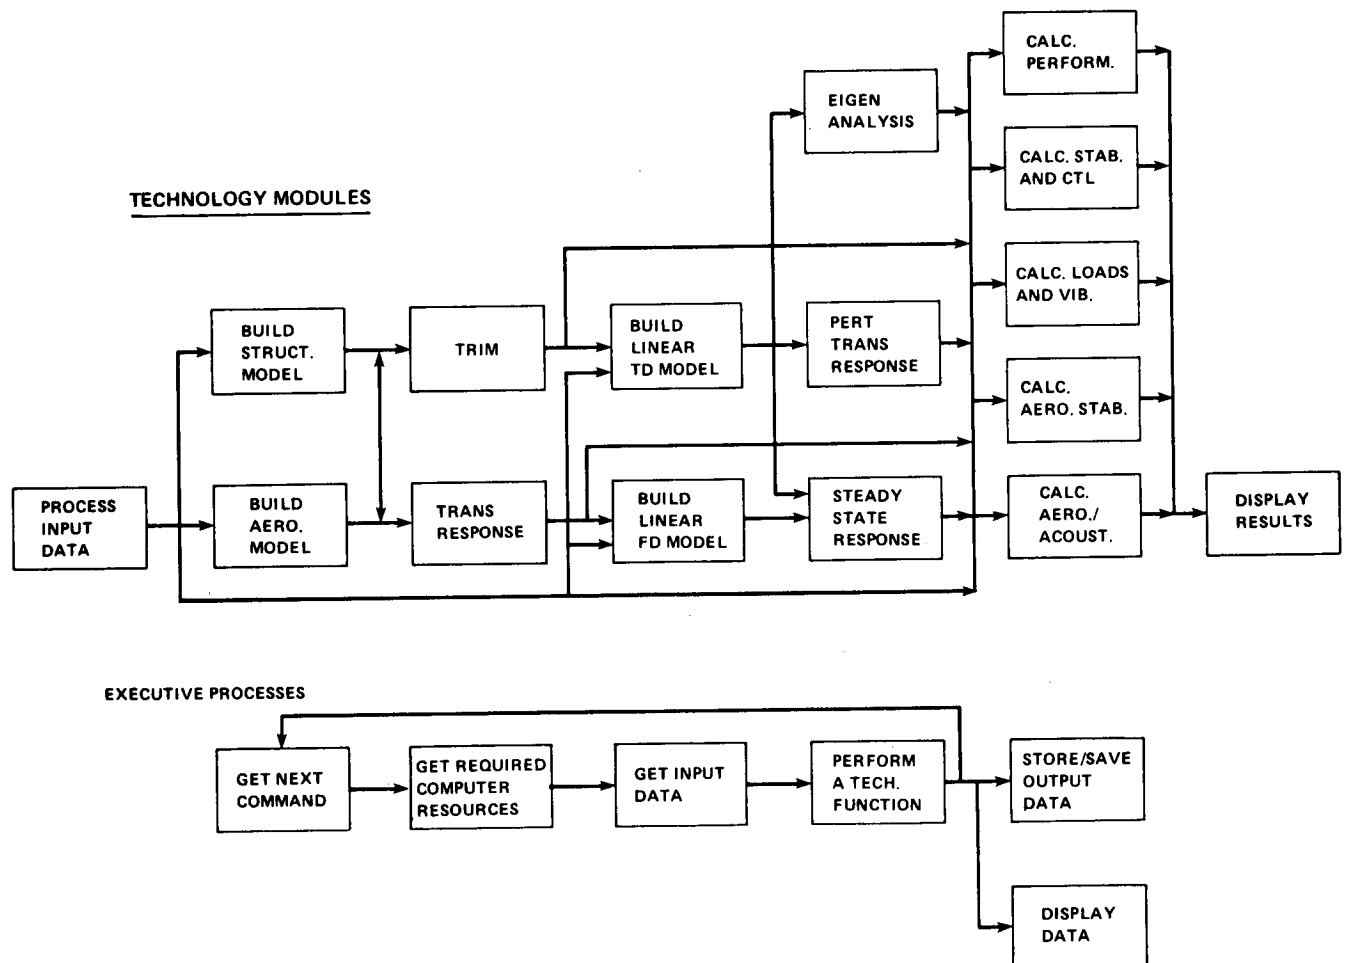 CALC.
PERFORM.
EIGEN
ANALYSIS
CALC. STAB.
AND CTL
TECHNOLOGY MODULES
CALC. LOADS
AND VIB.
BUILD
STRUCT.
MODEL
TRIM
BUILD
LINEAR
TD MODEL
PERT
TRANS
RESPONSE
CALC.
AERO. STAB.
PROCESS
INPUT
DATA
BUILD
AERO.
MODEL
TRANS
RESPONSE
BUILD
LINEAR
FD MODEL
STEADY
STATE
RESPONSE
CALC.
AERO./
ACOUST.
DISPLAY
RESULTS
EXECUTIVE PROCESSES
GET NEXT
COMMAND
GET REQUIRED
COMPUTER
RESOURCES
GET INPUT
DATA
PERFORM
A TECH.
FUNCTION
STORE/SAVE
OUTPUT
DATA
DISPLAY
DATA